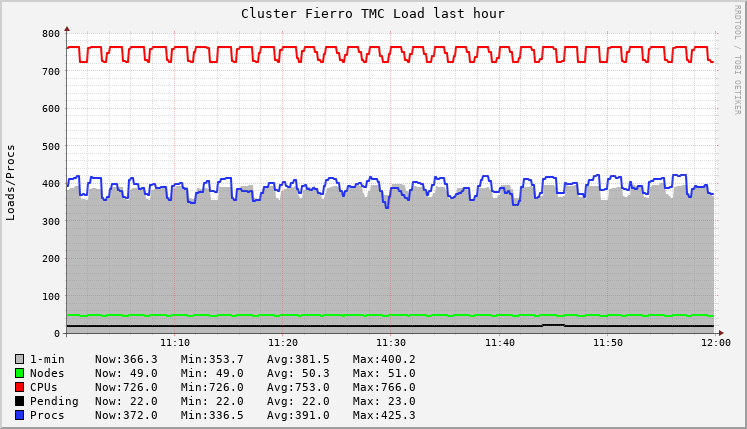 Cluster Fierro TMC Load last hour
RRDTOOL / TOBI OETIKER
Loads/Procs
800
700
600
500
400
300
200
100
0
11:10 11:20 11:30 11:40 11:50 12:00
1-min Now:366.3 Min:353.7 Avg:381.5 Max:400.2
Nodes Now: 49.0 Min: 49.0 Avg: 50.3 Max: 51.0
CPUs Now:726.0 Min:726.0 Avg:753.0 Max:766.0
Pending Now: 22.0 Min: 22.0 Avg: 22.0 Max: 23.0
Procs Now:372.0 Min:336.5 Avg:391.0 Max:425.3